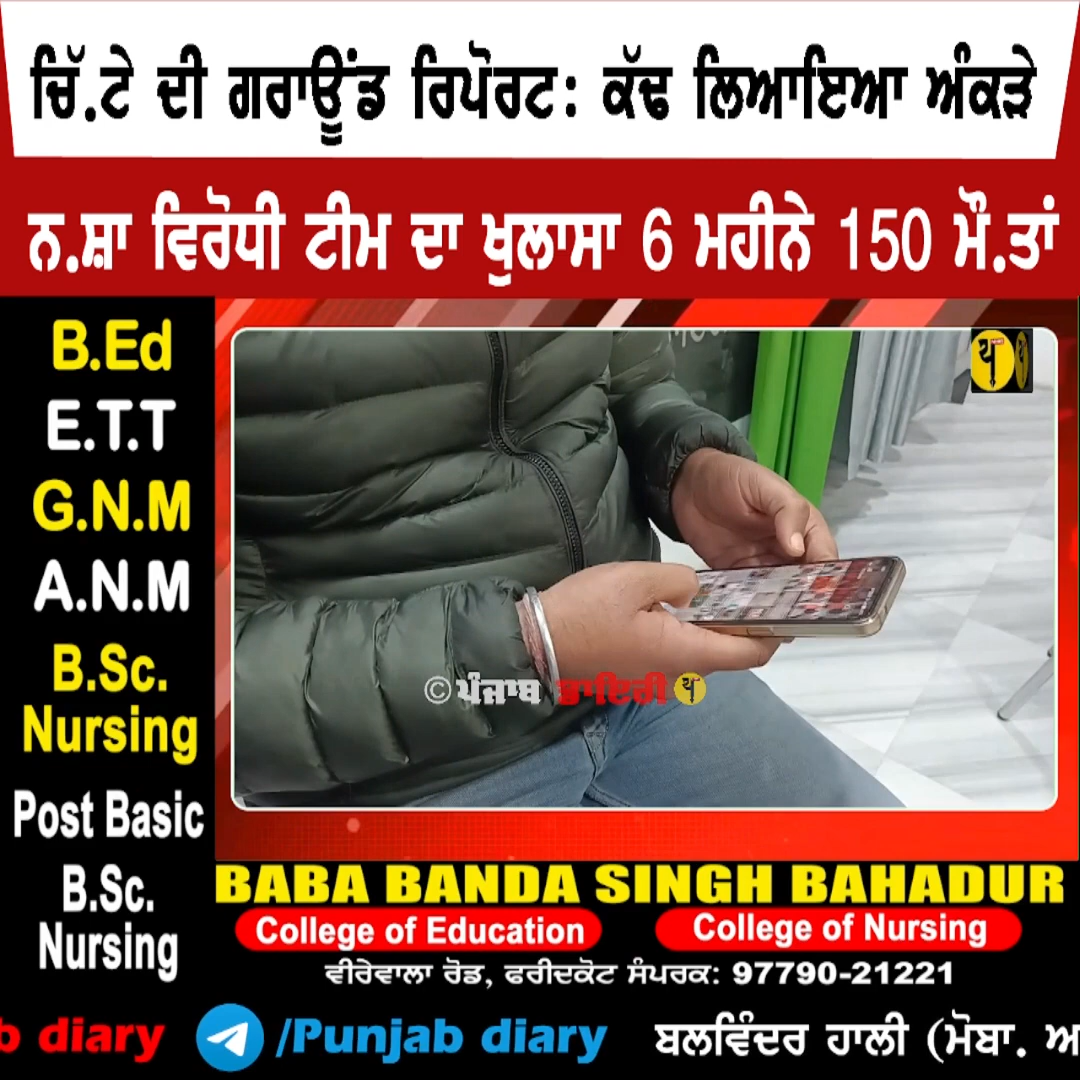 ਚਿੱ.ਟੇ ਦੀ ਗਰਾਊਂਡ ਰਿਪੋਰਟ: ਕੱਢ ਲਿਆਇਆ ਅੰਕੜੇ
ਨ.ਸ਼ਾ ਵਿਰੋਧੀ ਟੀਮ ਦਾ ਖੁਲਾਸਾ 6 ਮਹੀਨੇ 150 ਮੌ.ਤਾਂ
B.Ed
E.T.T
G.N.M
A.N.M
B.Sc.
Nursing
Post Basic
B.Sc.
Nursing
© ਪੰਜਾਬ ਡਾਇਰੀ
BABA BANDA SINGH BAHADUR
College of Education
College of Nursing
ਵੀਰੇਵਾਲਾ ਰੋਡ, ਫਰੀਦਕੋਟ ਸੰਪਰਕ: 97790-21221
b diary /Punjab diary ਬਲਵਿੰਦਰ ਹਾਲੀ (ਮੋਬਾ.